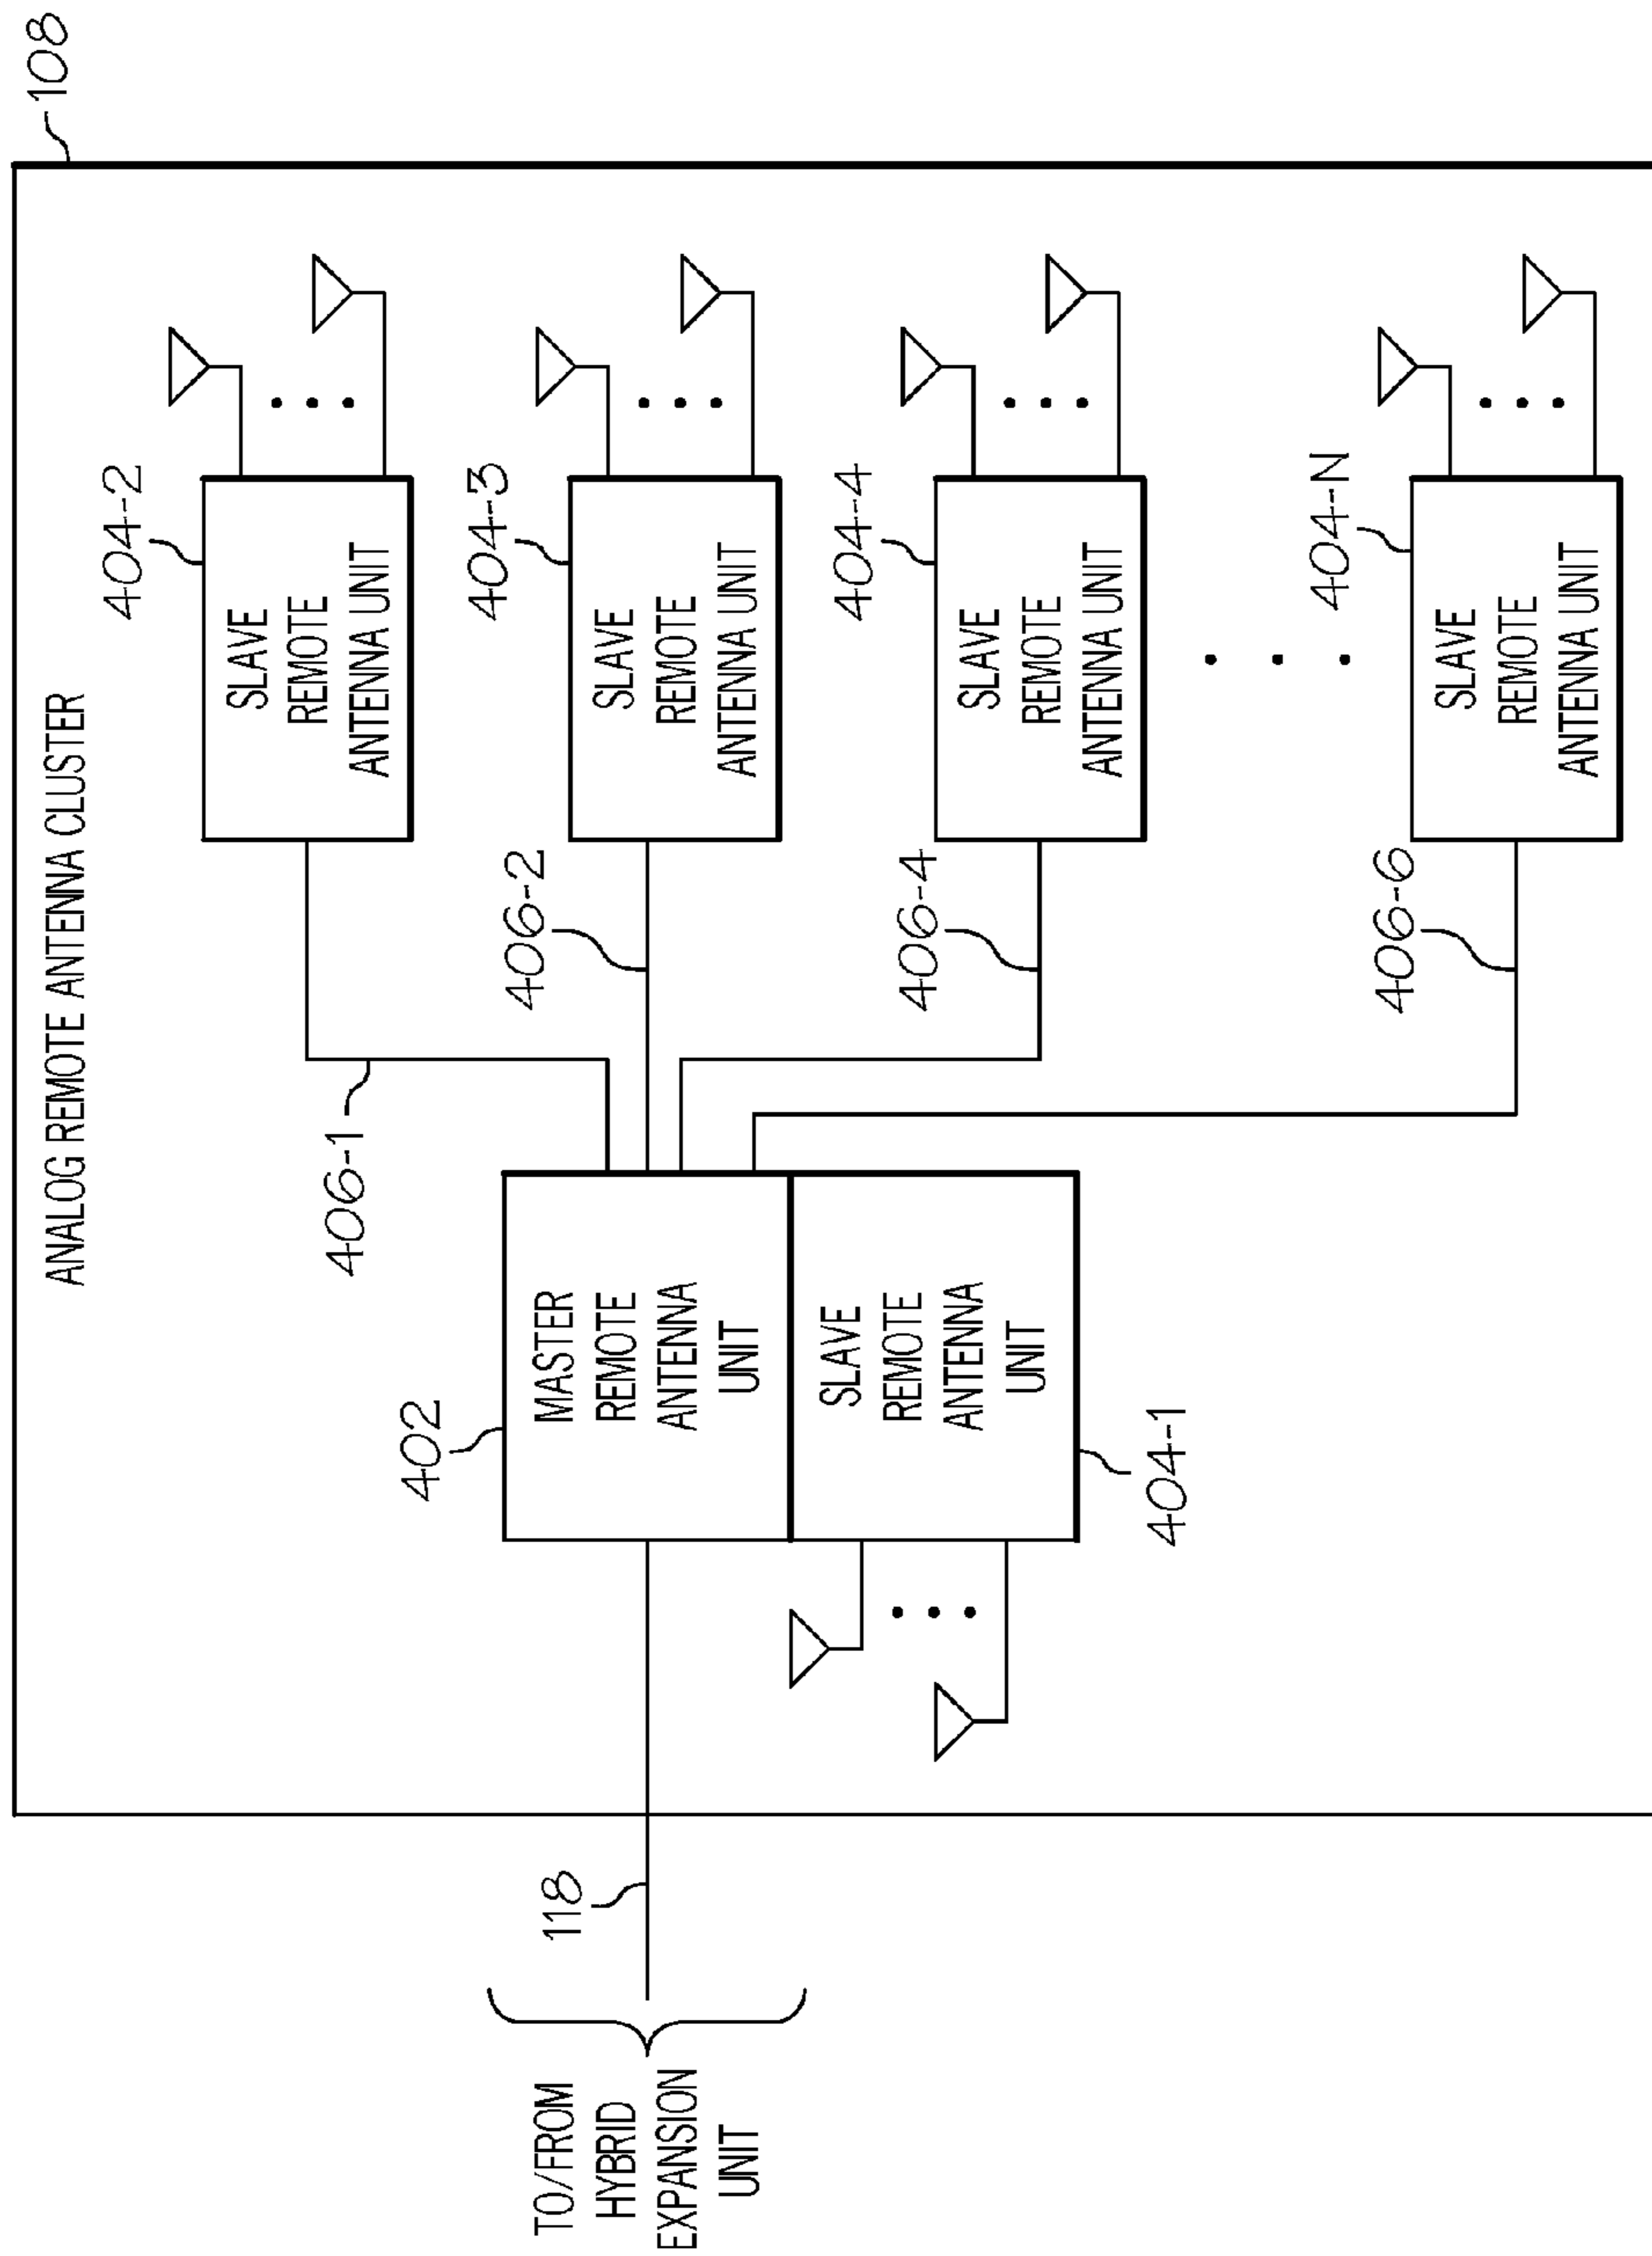 108
ANALOG REMOTE ANTENNA CLUSTER
404-2
SLAVE
REMOTE
ANTENNA UNIT
406-1
404-3
SLAVE
REMOTE
ANTENNA UNIT
406-2
404-4
SLAVE
REMOTE
ANTENNA UNIT
406-4
404-N
SLAVE
REMOTE
ANTENNA UNIT
406-6
402
MASTER
REMOTE
ANTENNA
UNIT
SLAVE
REMOTE
ANTENNA
UNIT
404-1
118
TO/FROM
HYBRID
EXPANSION
UNIT